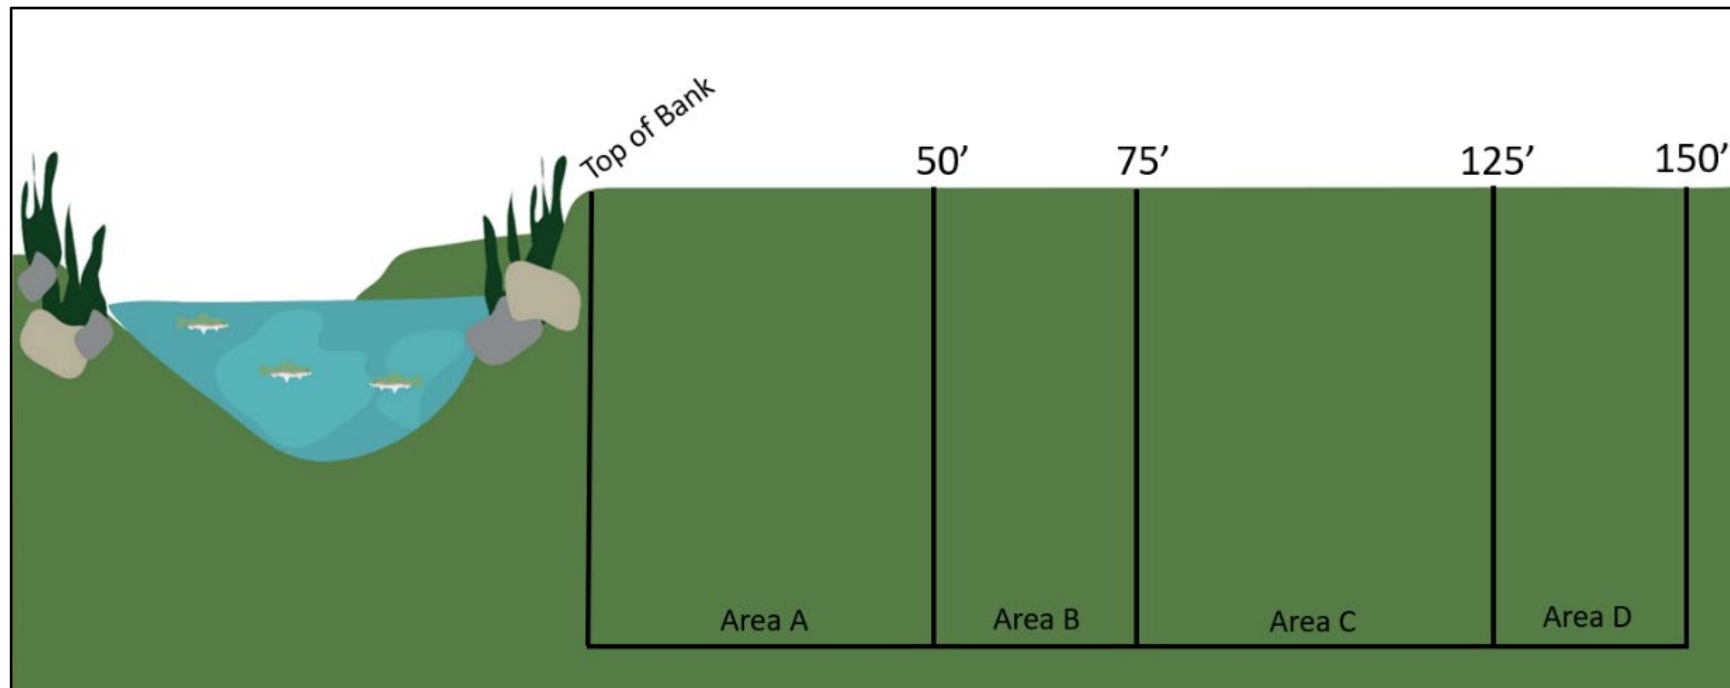 Top of Bank
50’
75’
125’
150’
Area A
Area B
Area C
Area D